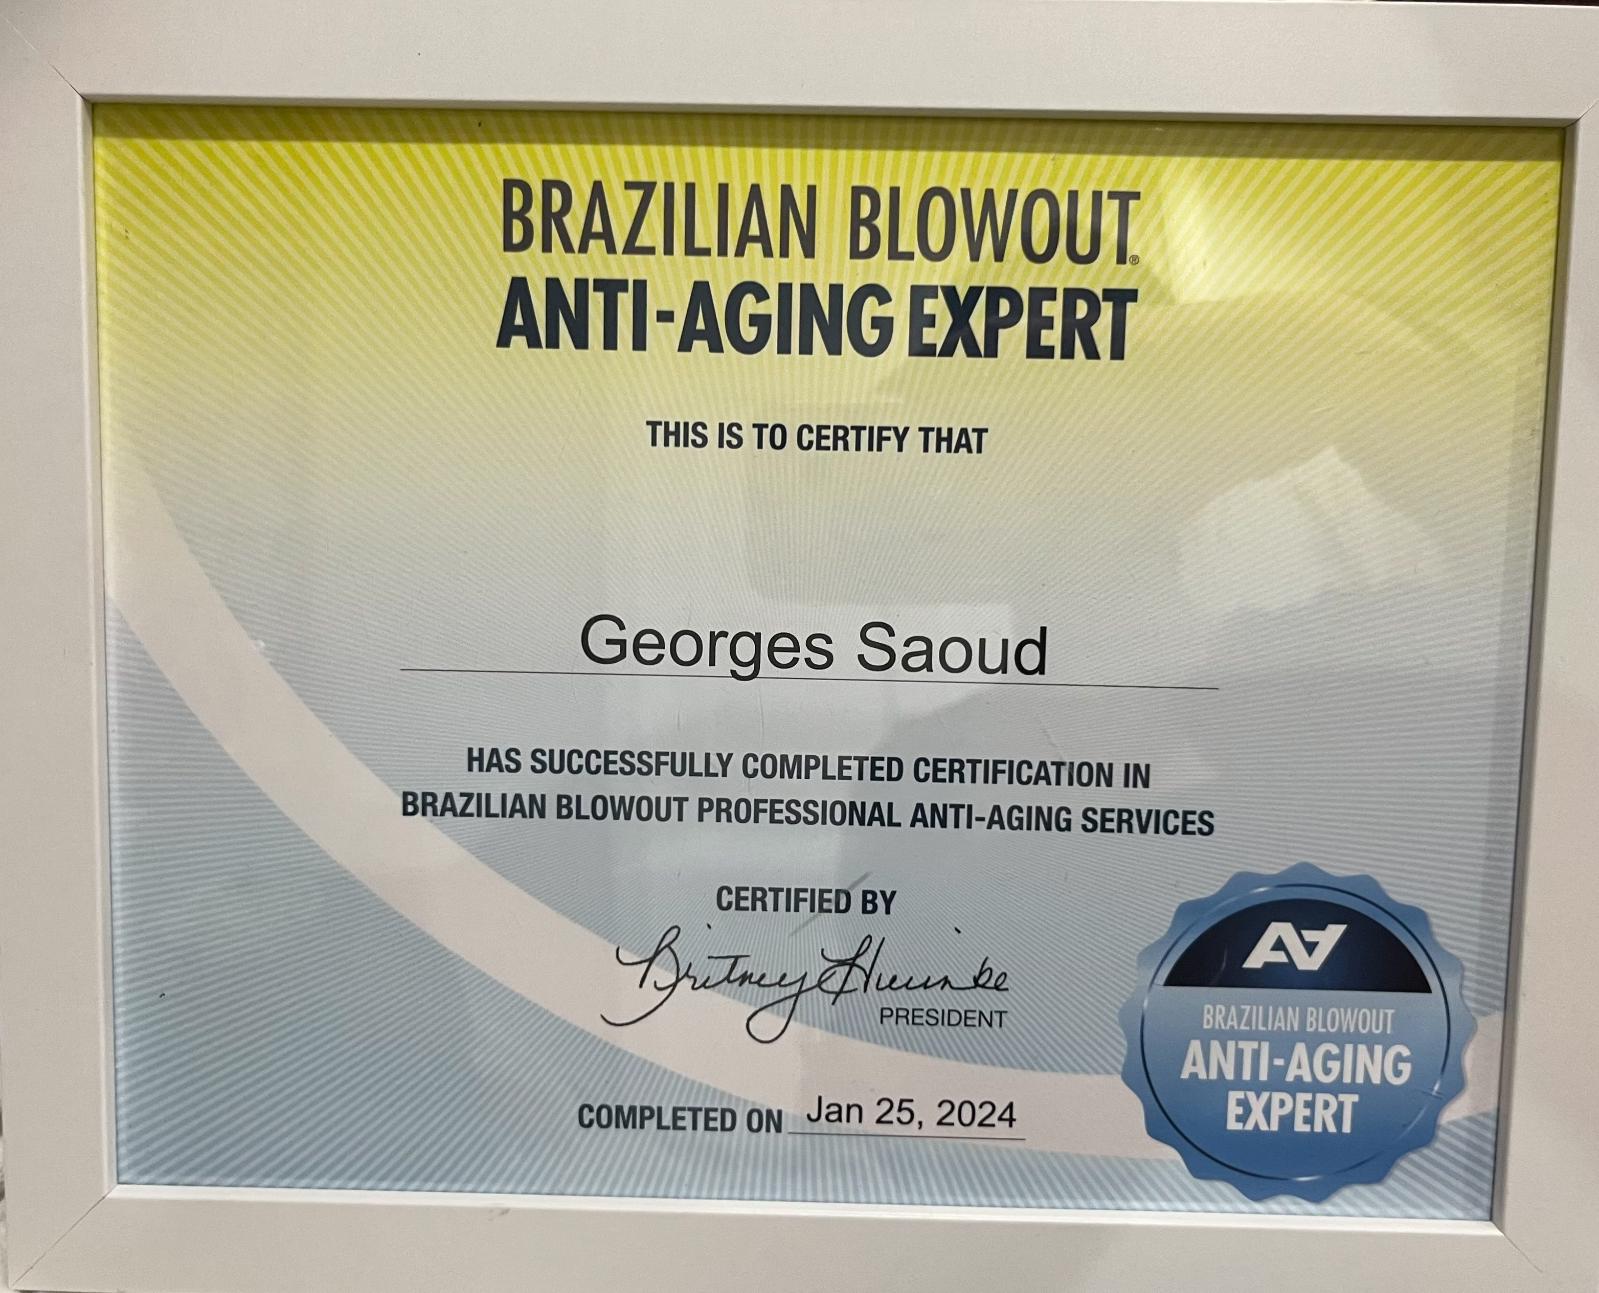 BRAZILIAN BLOWOUT®
ANTI-AGING EXPERT
THIS IS TO CERTIFY THAT
Georges Saoud
HAS SUCCESSFULLY COMPLETED CERTIFICATION IN
BRAZILIAN BLOWOUT PROFESSIONAL ANTI-AGING SERVICES
CERTIFIED BY
Britney
PRESIDENT
COMPLETED ON Jan 25, 2024
BRAZILIAN BLOWOUT
ANTI-AGING
EXPERT